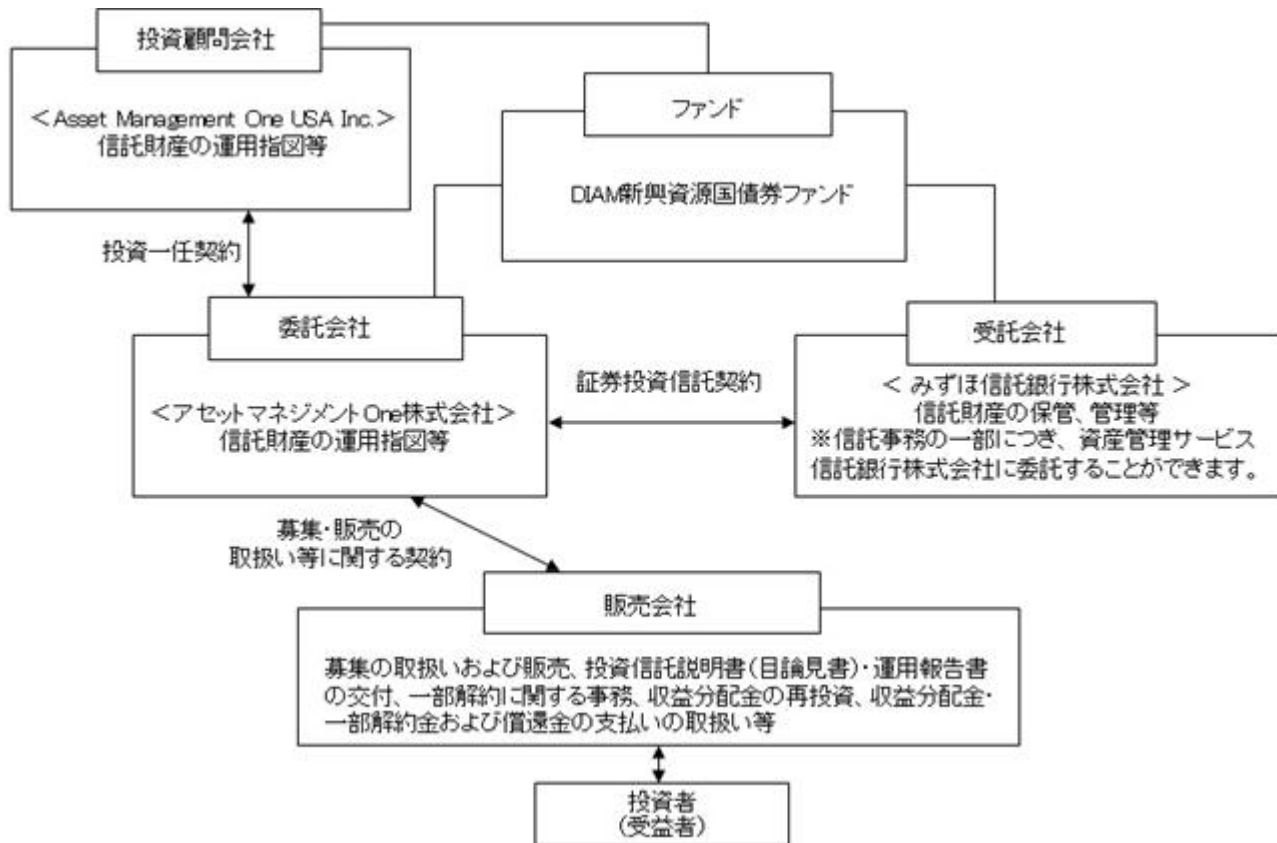 投資顧問会社
＜Asset Management One USA Inc.＞
信託財産の運用指図等
ファンド
DIAM新興資源国債券ファンド
投資一任契約
委託会社
＜アセットマネジメントOne株式会社＞
信託財産の運用指図等
証券投資信託契約
受託会社
＜ みずほ信託銀行株式会社 ＞
信託財産の保管、管理等
※信託事務の一部につき、資産管理サービス
信託銀行株式会社に委託することができます。
募集・販売の
取扱い等に関する契約
販売会社
募集の取扱いおよび販売、投資信託説明書（目論見書）・運用報告書
の交付、一部解約に関する事務、収益分配金の再投資、収益分配金・
一部解約金および償還金の支払いの取扱い等
投資者
（受益者）